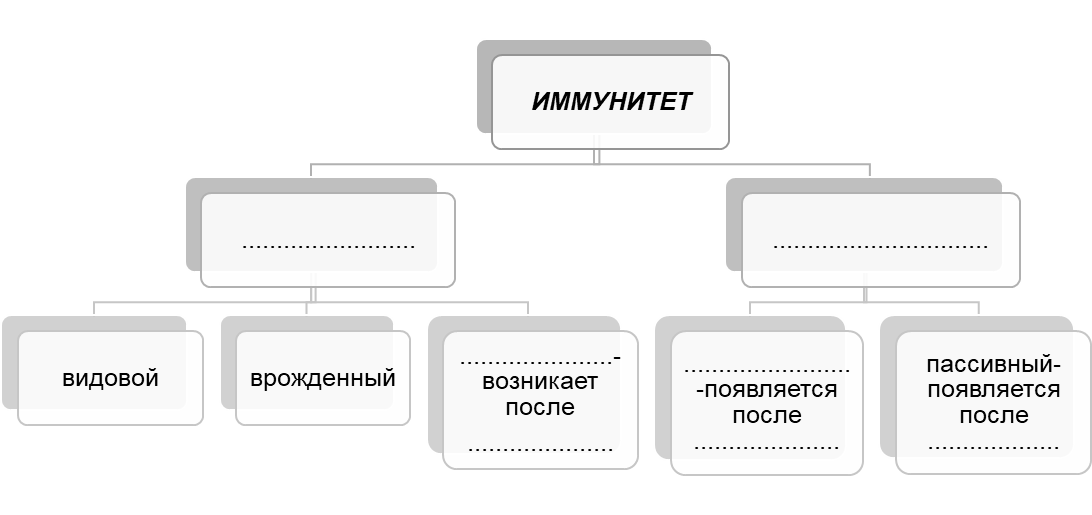 ИММУНИТЕТ
.........................
...............................
видовой
врожденный
......................-
возникает
после
.....................
........................
-появляется
после
.....................
пассивный-
появляется
после
...................